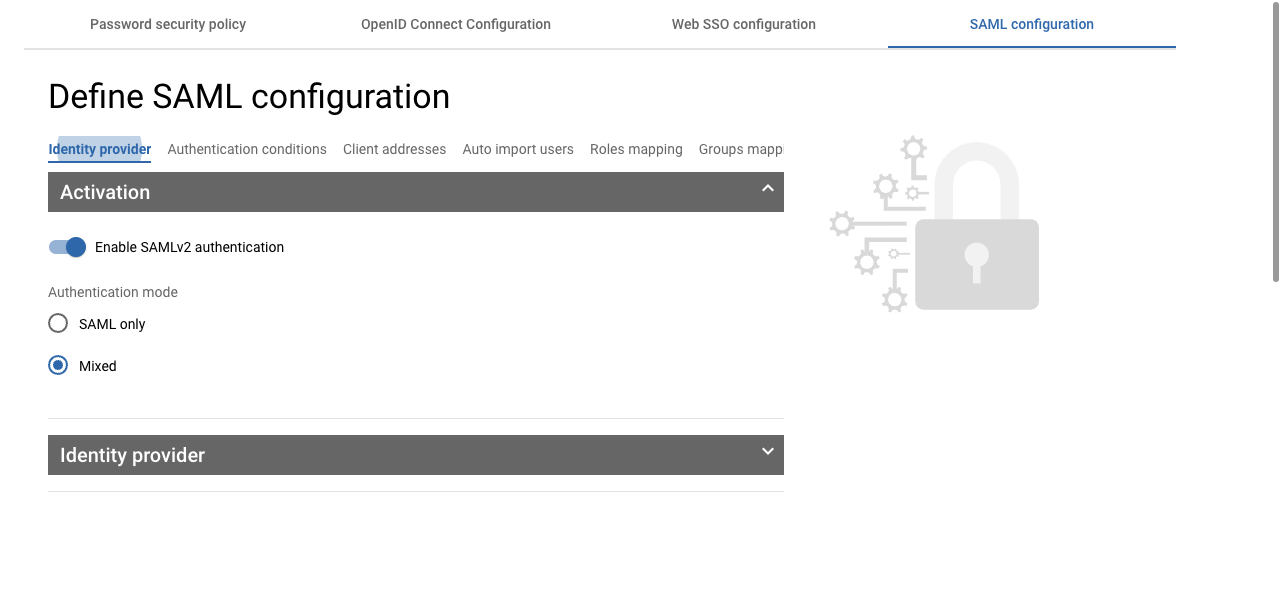 Password security policy OpenID Connect Configuration Web SSO configuration SAML configuration
Define SAML configuration
Identity provider Authentication conditions Client addresses Auto import users Roles mapping Groups mapp
Activation
Enable SAMLv2 authentication
Authentication mode
SAML only
Mixed
Identity provider